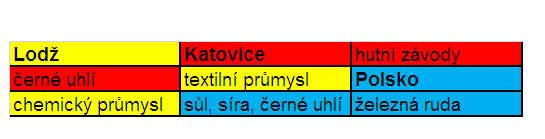 Lodž Katovice hutní závody
černé uhlí textilní průmysl Polsko
chemický průmysl sůl, síra, černé uhlí železná ruda